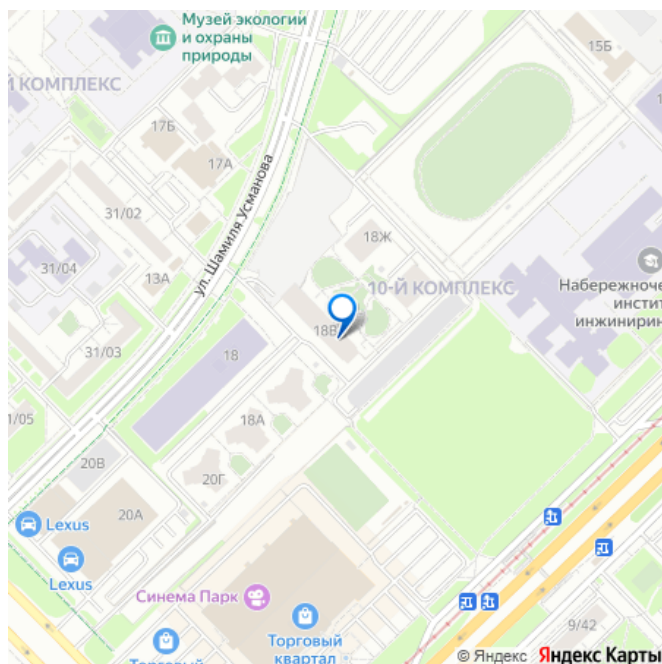 Музей экологии
и охраны
природы
15Б
Й КОМПЛЕКС
17Б
17А
ул. Шамиля Усманова
31/02
18Ж
31/04
13А
10-Й КОМПЛЕКС
Набережноче
инстит
инжинирин
18В
31/03
18
1/05
18А
20В
20Г
20А
Lexus
Lexus
Синема Парк
9/42
Торговый
квартал
Торговый
© Яндекс Яндекс Карты